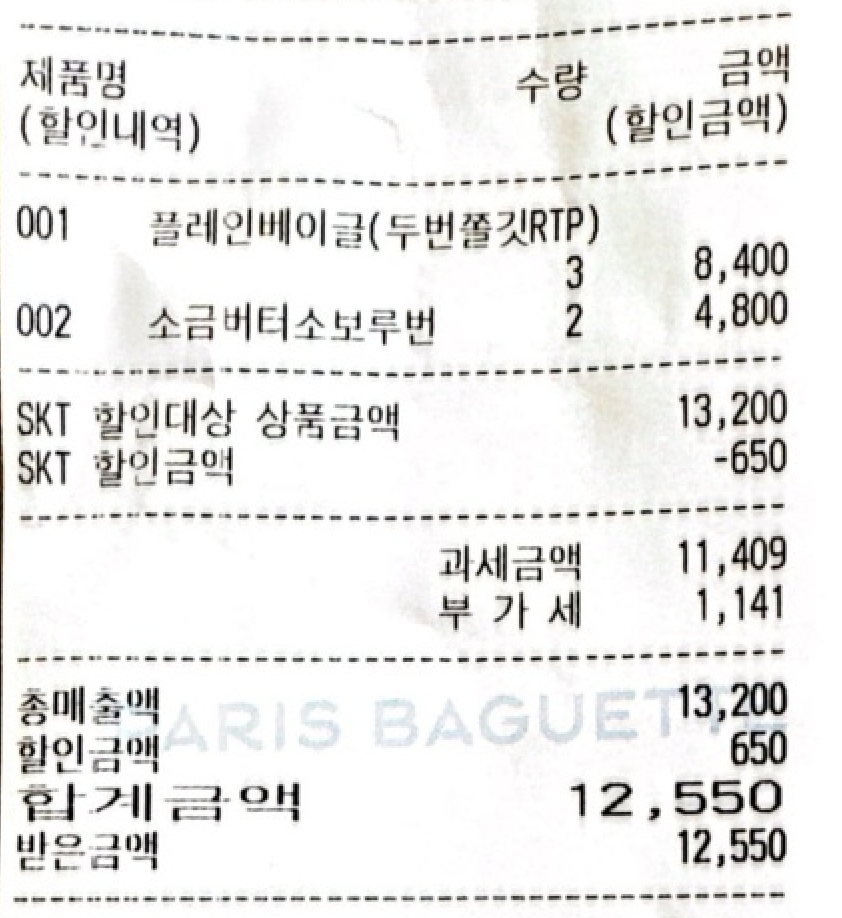 제품명 수량 금액
(할인내역) (할인금액)
001 플레인베이글(두번쫄깃RTP)
3 8,400
002 소금버터소보루번 2 4,800
SKT 할인대상 상품금액 13,200
SKT 할인금액 -650
과세금액 11,409
부 가 세 1,141
총매출액 13,200
PARIS BAGUETTE
할인금액 650
합계금액 12,550
받은금액 12,550